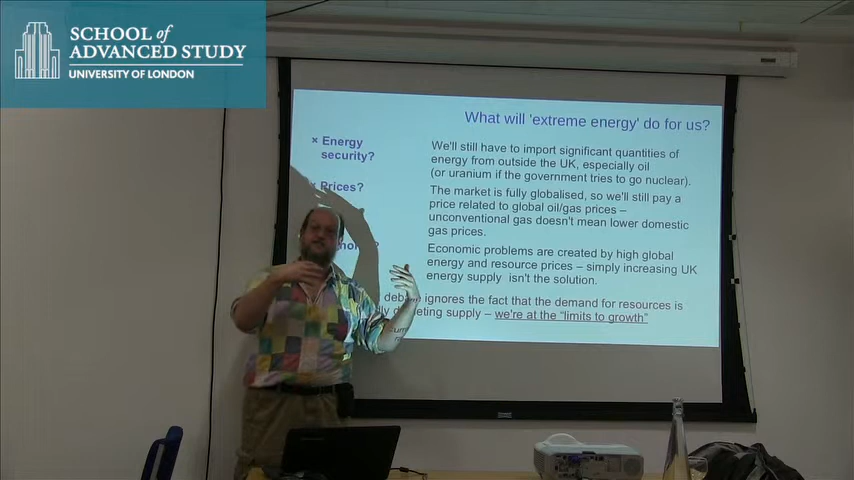 SCHOOL of
ADVANCED STUDY
UNIVERSITY OF LONDON
What will 'extreme energy' do for us?
× Energy
security?
We'll still have to import significant quantities of
energy from outside the UK, especially oil
(or uranium if the government tries to go nuclear).
Prices?
The market is fully globalised, so we'll still pay a
price related to global oil/gas prices –
unconventional gas doesn't mean lower domestic
gas prices.
Economic problems are created by high global
energy and resource prices – simply increasing UK
energy supply isn't the solution.
ignores the fact that the demand for resources is
supply – we're at the "limits to growth"